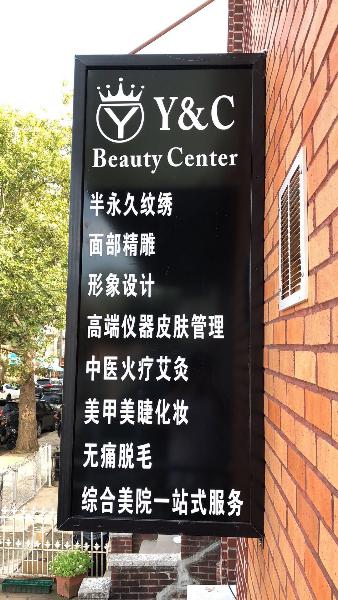 Y
Y&C
Beauty Center
半永久纹绣
面部精雕
形象设计
高端仪器皮肤管理
中医火疗艾灸
美甲美睫化妆
无痛脱毛
综合美院一站式服务